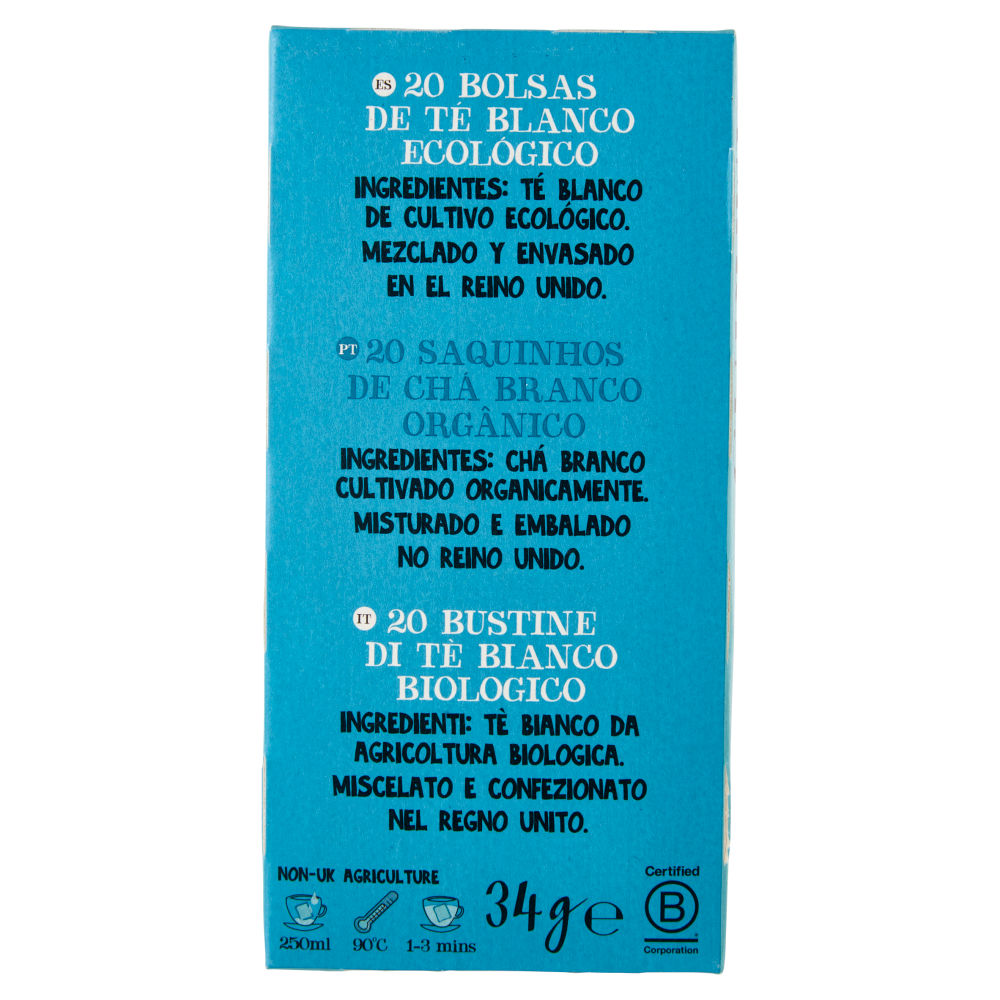 ES 20 BOLSAS
DE TÉ BLANCO
ECOLÓGICO
INGREDIENTES: TÉ BLANCO
DE CULTIVO ECOLÓGICO.
MEZCLADO Y ENVASADO
EN EL REINO UNIDO.
PT 20 SAQUINHOS
DE CHÁ BRANCO
ORGÂNICO
INGREDIENTES: CHÁ BRANCO
CULTIVADO ORGANICAMENTE.
MISTURADO E EMBALADO
NO REINO UNIDO.
IT 20 BUSTINE
DI TÈ BIANCO
BIOLOGICO
INGREDIENTI: TÈ BIANCO DA
AGRICOLTURA BIOLOGICA.
MISCELATO E CONFEZIONATO
NEL REGNO UNITO.
NON-UK AGRICULTURE
250ml 90°C 1-3 mins
34g e
Certified
B
Corporation